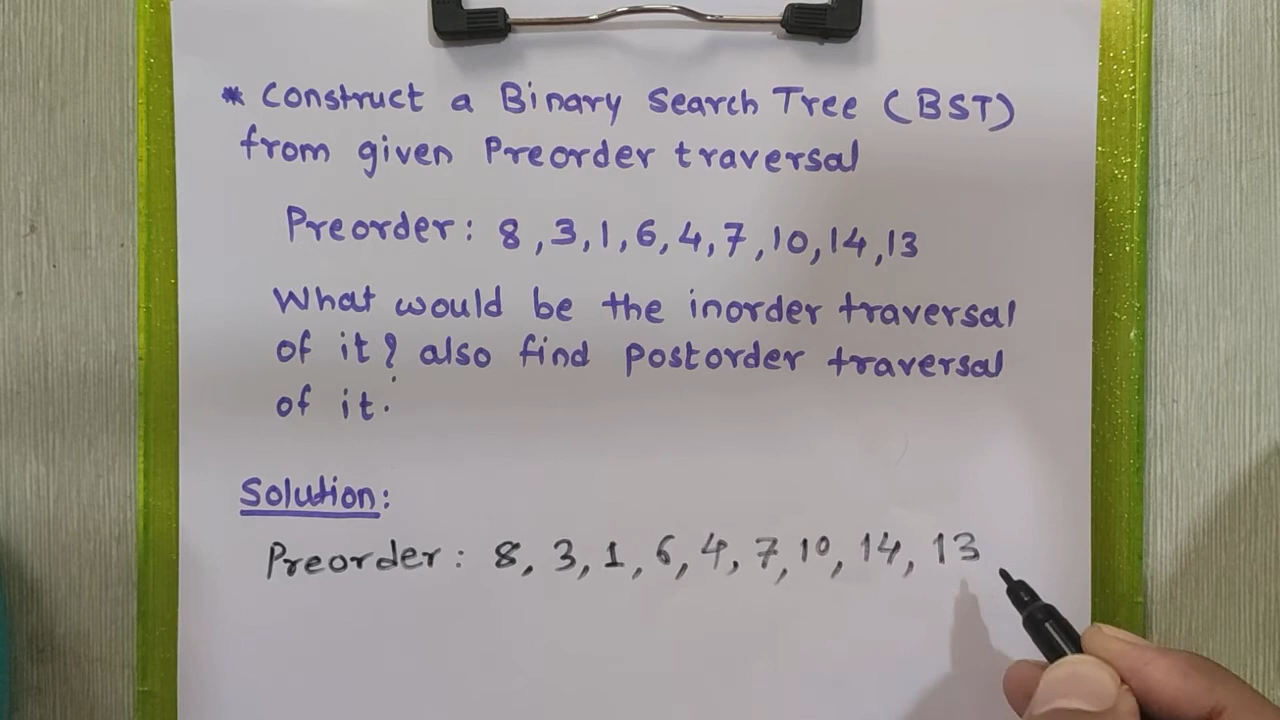 * Construct a Binary Search Tree (BST)
from given Preorder traversal
Preorder: 8,3,1,6,4,7,10,14,13
What would be the inorder traversal
of it? also find postorder traversal
of it.
Solution:
Preorder: 8, 3, 1, 6, 4, 7, 10, 14, 13